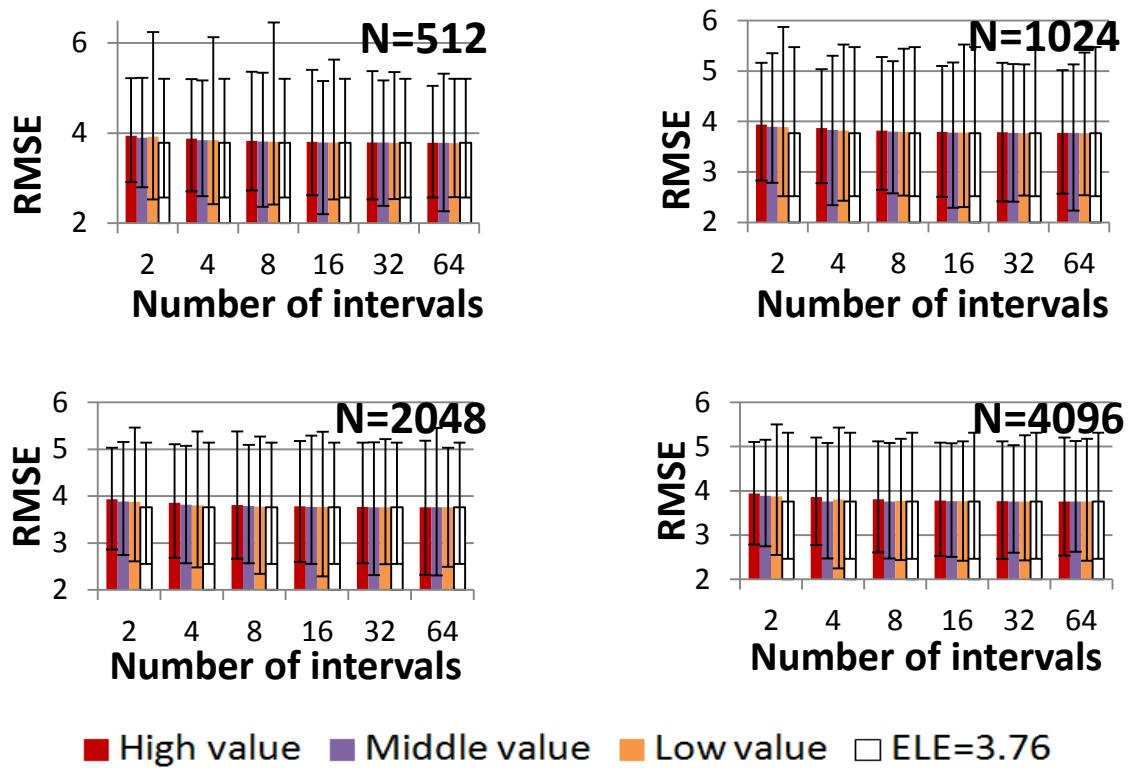 N=512
6
4
2
RMSE
2 4 8 16 32 64
Number of intervals
N=1024
6
5
4
3
2
RMSE
2 4 8 16 32 64
Number of intervals
N=2048
6
5
4
3
2
RMSE
2 4 8 16 32 64
Number of intervals
N=4096
6
5
4
3
2
RMSE
2 4 8 16 32 64
Number of intervals
High value Middle value Low value ELE=3.76